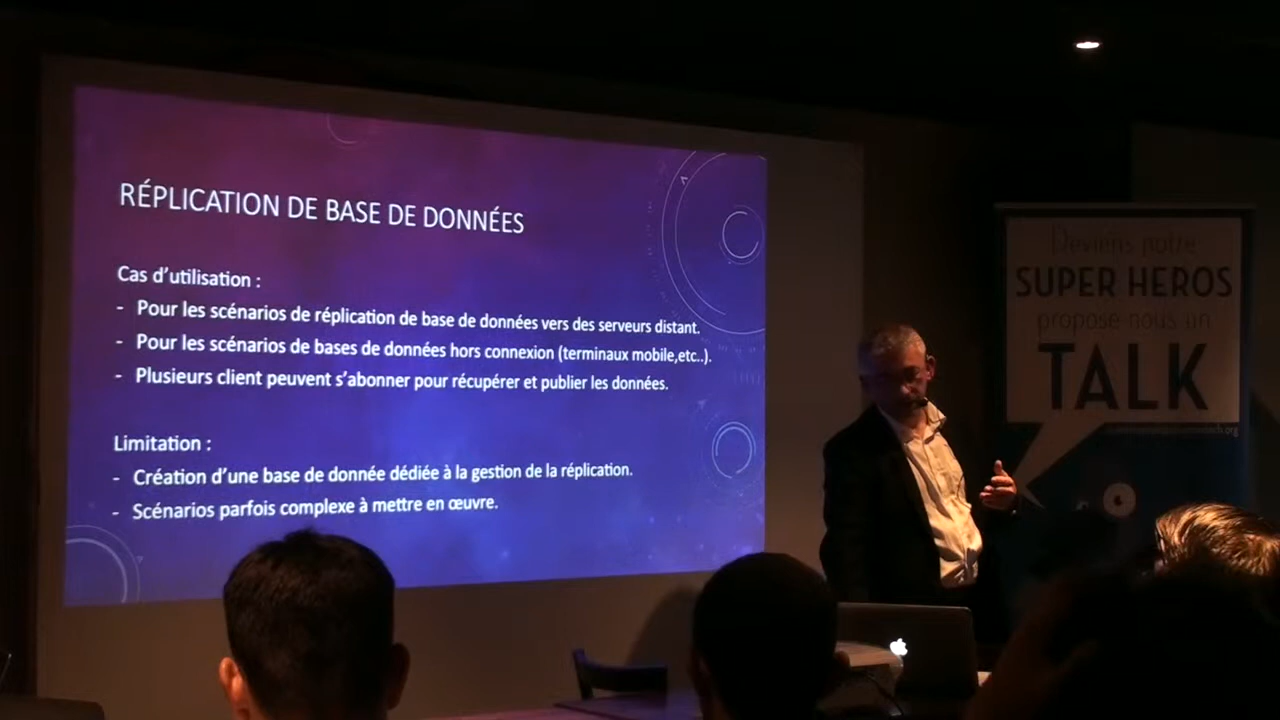 RÉPLICATION DE BASE DE DONNÉES
Cas d'utilisation :
- Pour les scénarios de réplication de base de données vers des serveurs distant.
- Pour les scénarios de bases de données hors connexion (terminaux mobile,etc..).
- Plusieurs client peuvent s'abonner pour récupérer et publier les données.
Limitation :
- Création d'une base de donnée dédiée à la gestion de la réplication.
- Scénarios parfois complexe à mettre en œuvre.
Deviens notre
SUPER HEROS
propose-nous un
TALK